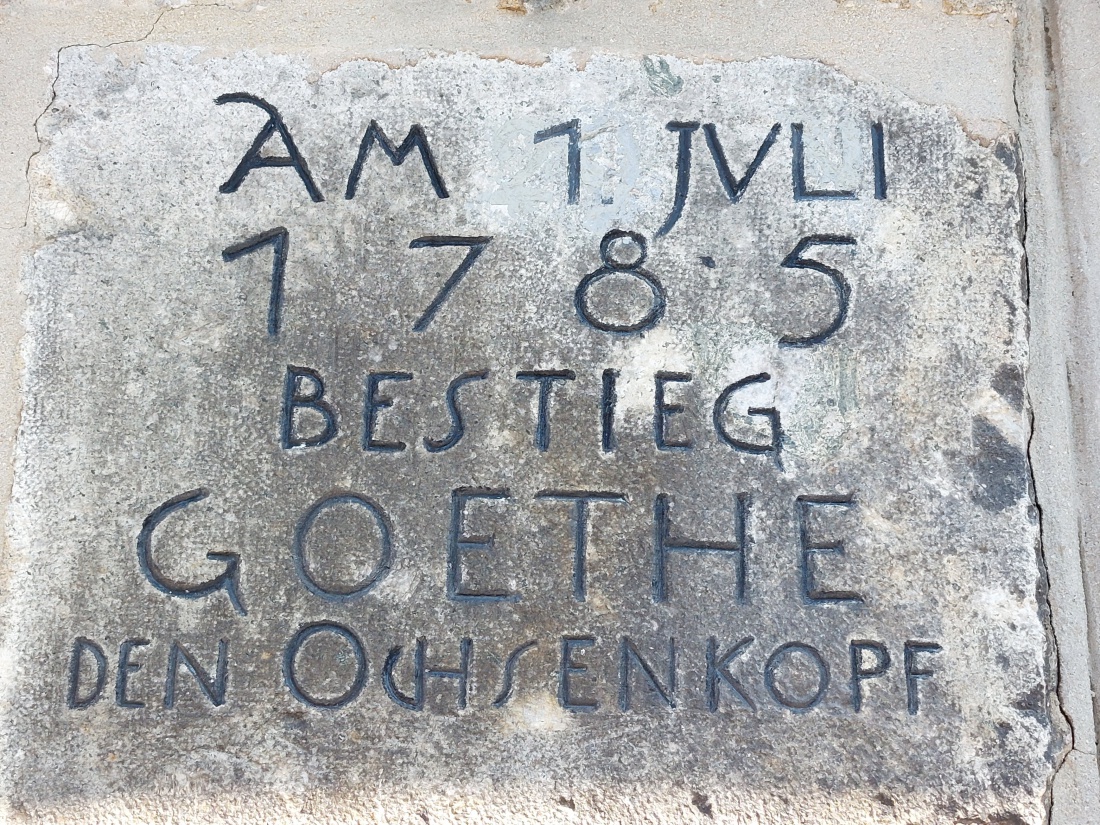 AM 1. JVLI
1785
BESTIEG
GOETHE
DEN OCHSENKOPF